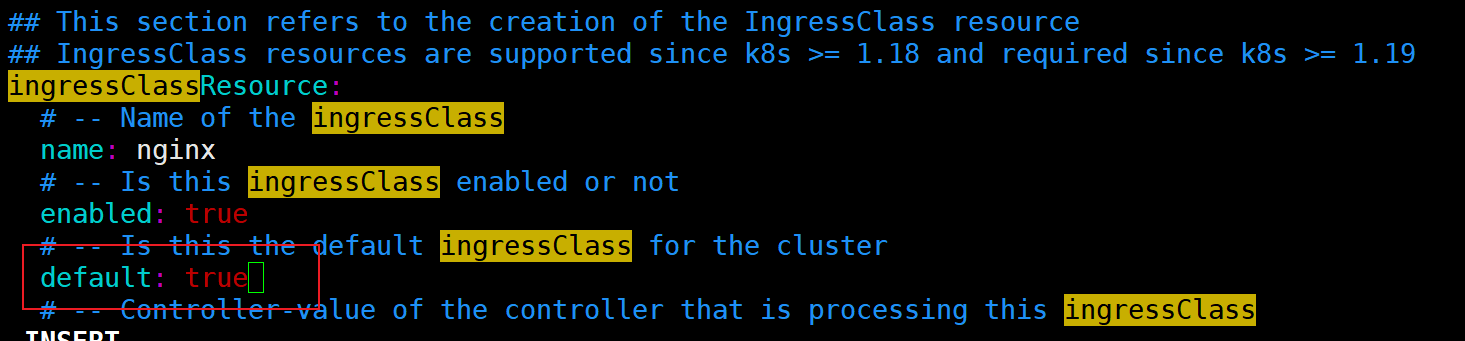 ## This section refers to the creation of the IngressClass resource
## IngressClass resources are supported since k8s >= 1.18 and required since k8s >= 1.19
ingressClassResource:
  # -- Name of the ingressClass
  name: nginx
  # -- Is this ingressClass enabled or not
  enabled: true
  # -- Is this the default ingressClass for the cluster
  default: true
  # -- Controller-value of the controller that is processing this ingressClass
INSERT